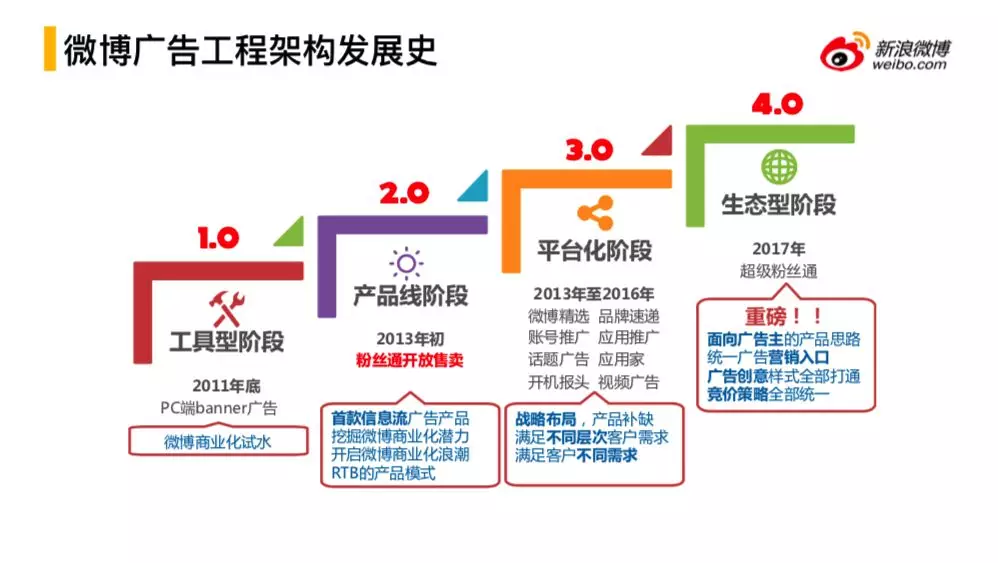 微博广告工程架构发展史
新浪微博
weibo.com
1.0
工具型阶段
2011年底
PC端banner广告
微博商业化试水
2.0
产品线阶段
2013年初
粉丝通开放售卖
首款信息流广告产品
挖掘微博商业化潜力
开启微博商业化浪潮
RTB的产品模式
3.0
平台化阶段
2013年至2016年
微博精选 品牌速递
账号推广 应用推广
话题广告 应用家
开机报头 视频广告
战略布局，产品补缺
满足不同层次客户需求
满足客户不同需求
4.0
生态型阶段
2017年
超级粉丝通
重磅！！
面向广告主的产品思路
统一广告营销入口
广告创意样式全部打通
竞价策略全部统一